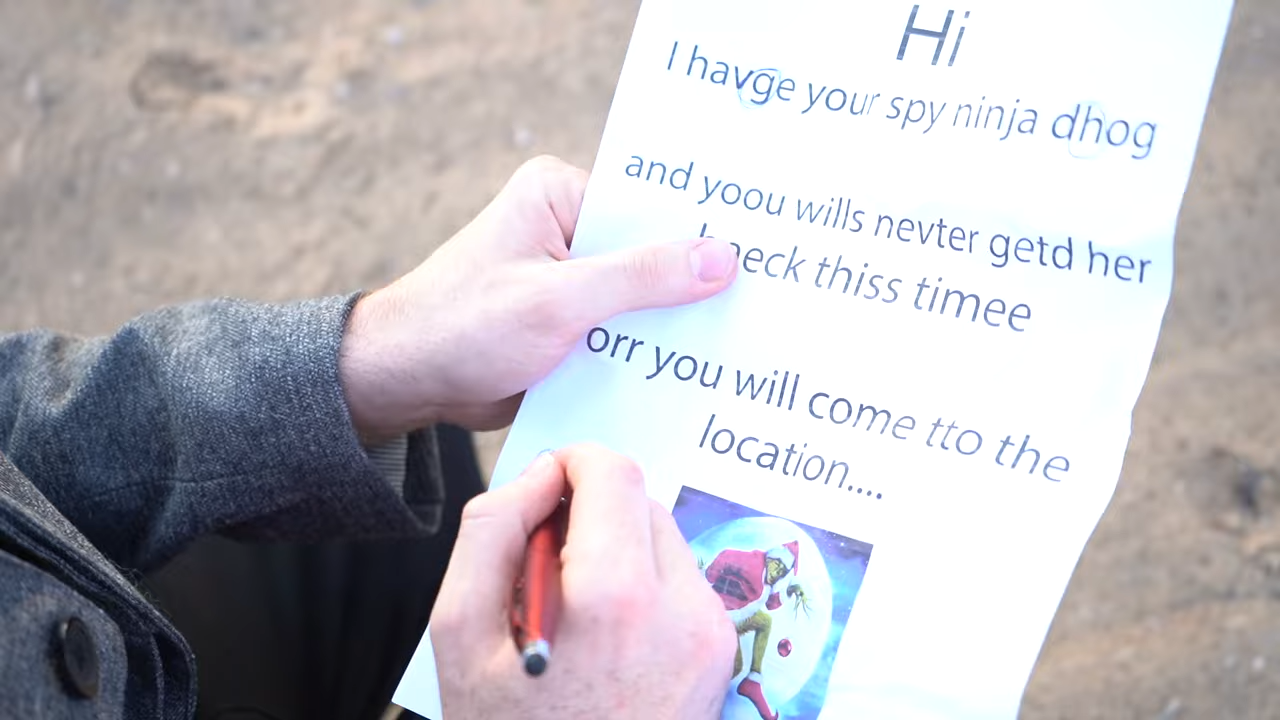 Hi
I havge your spy ninja dhog
and yoou wills nevter getd her
thiss timee
orr you will come tto the
location....